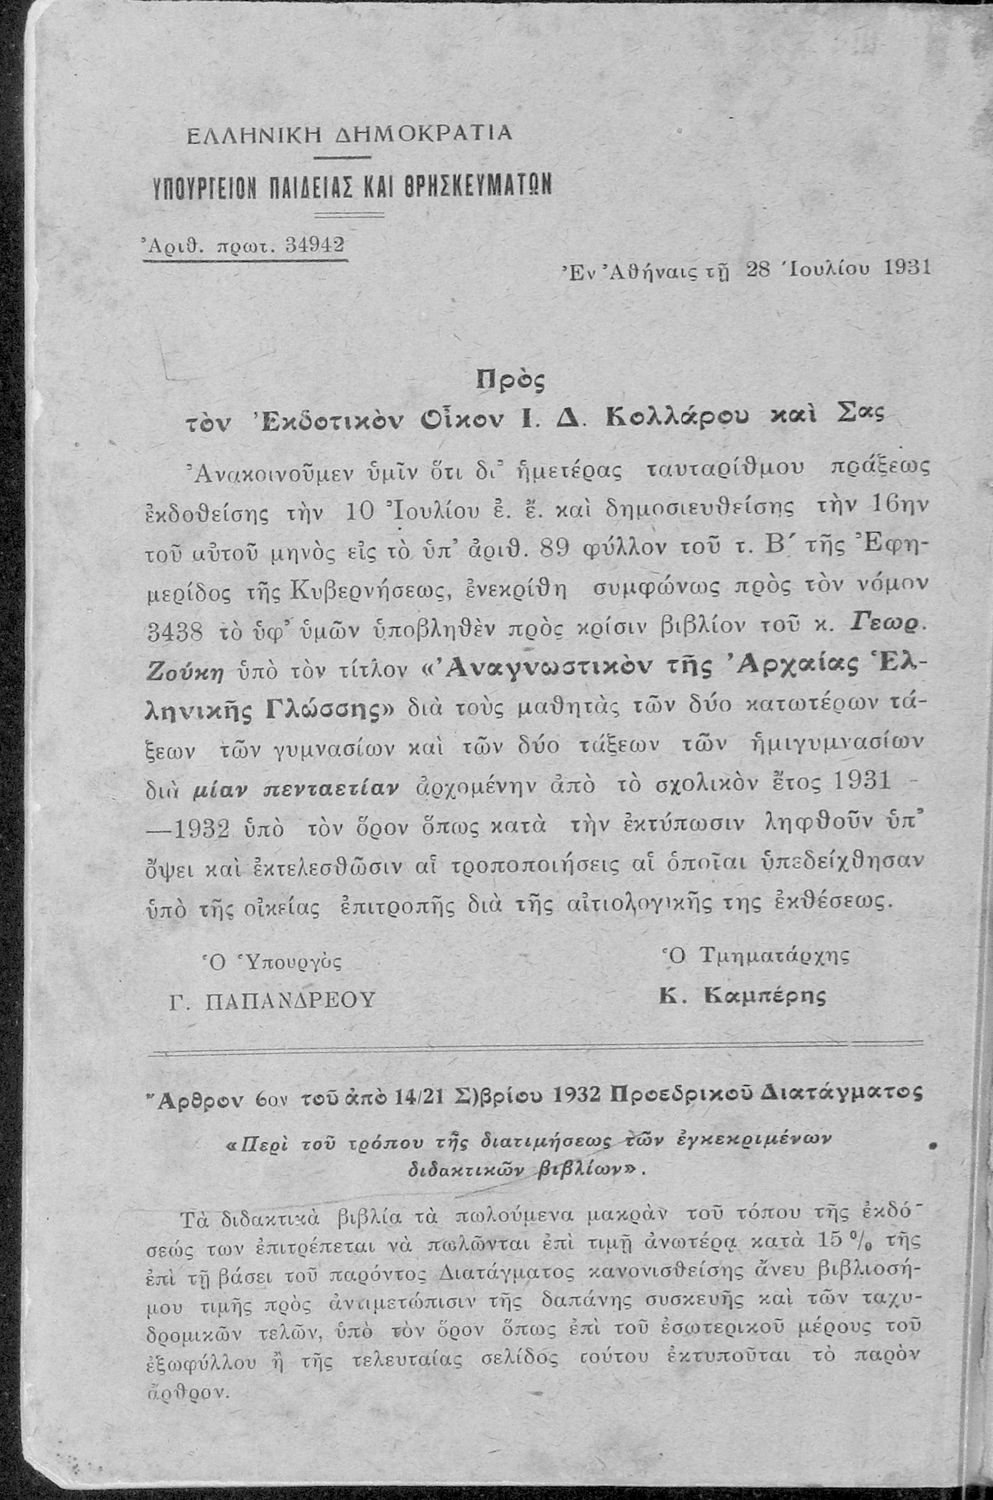 ΕΛΛΗΝΙΚΗ ΔΗΜΟΚΡΑΤΙΑ
ΥΠΟΥΡΓΕΙΟΝ ΠΑΙΔΕΙΑΣ ΚΑΙ ΘΡΗΣΚΕΥΜΑΤΩΝ
Ἀριθ. πρωτ. 34942
Ἐν Ἀθήναις τῇ 28 Ἰουλίου 1931
Πρὸς
τὸν Ἐκδοτικὸν Οἶκον Ι. Δ. Κολλάρου καὶ Σας
Ἀνακοινοῦμεν ὑμῖν ὅτι δι᾽ ἡμετέρας ταυταρίθμου πράξεως
ἐκδοθείσης τὴν 10 Ἰουλίου ἐ. ἔ. καὶ δημοσιευθείσης τὴν 16ην
τοῦ αὐτοῦ μηνὸς εἰς τὸ ὑπ᾽ ἀριθ. 89 φύλλον τοῦ τ. Β΄ τῆς Ἐφη-
μερίδος τῆς Κυβερνήσεως, ἐνεκρίθη συμφώνως πρὸς τὸν νόμον
3438 τὸ ὑφ᾽ ὑμῶν ὑποβληθὲν πρὸς κρίσιν βιβλίον τοῦ κ. Γεωρ.
Ζούκη ὑπὸ τὸν τίτλον «Ἀναγνωστικὸν τῆς Ἀρχαίας Ἑλ-
ληνικῆς Γλώσσης» διὰ τοὺς μαθητὰς τῶν δύο κατωτέρων τά-
ξεων τῶν γυμνασίων καὶ τῶν δύο τάξεων τῶν ἡμιγυμνασίων
διὰ μίαν πενταετίαν ἀρχομένην ἀπὸ τὸ σχολικὸν ἔτος 1931 -
—1932 ὑπὸ τὸν ὅρον ὅπως κατὰ τὴν ἐκτύπωσιν ληφθοῦν ὑπ᾽
ὄψει καὶ ἐκτελεσθῶσιν αἱ τροποποιήσεις αἱ ὁποῖαι ὑπεδείχθησαν
ὑπὸ τῆς οἰκείας ἐπιτροπῆς διὰ τῆς αἰτιολογικῆς της ἐκθέσεως.
Ὁ Ὑπουργὸς
Γ. ΠΑΠΑΝΔΡΕΟΥ
Ὁ Τμηματάρχης
Κ. Καμπέρης
Ἄρθρον 6ον τοῦ ἀπὸ 14/21 Σ)βρίου 1932 Προεδρικοῦ Διατάγματος
«Περὶ τοῦ τρόπου τῆς διατιμήσεως τῶν ἐγκεκριμένων
διδακτικῶν βιβλίων».
Τὰ διδακτικὰ βιβλία τὰ πωλούμενα μακρὰν τοῦ τόπου τῆς ἐκδό-
σεώς των ἐπιτρέπεται νὰ πωλῶνται ἐπὶ τιμῇ ἀνωτέρᾳ κατὰ 15 % τῆς
ἐπὶ τῇ βάσει τοῦ παρόντος Διατάγματος κανονισθείσης ἄνευ βιβλιοσή-
μου τιμῆς πρὸς ἀντιμετώπισιν τῆς δαπάνης συσκευῆς καὶ τῶν ταχυ-
δρομικῶν τελῶν, ὑπὸ τὸν ὅρον ὅπως ἐπὶ τοῦ ἐσωτερικοῦ μέρους τοῦ
ἐξωφύλλου ἢ τῆς τελευταίας σελίδος τούτου ἐκτυποῦται τὸ παρὸν
ἄρθρον.